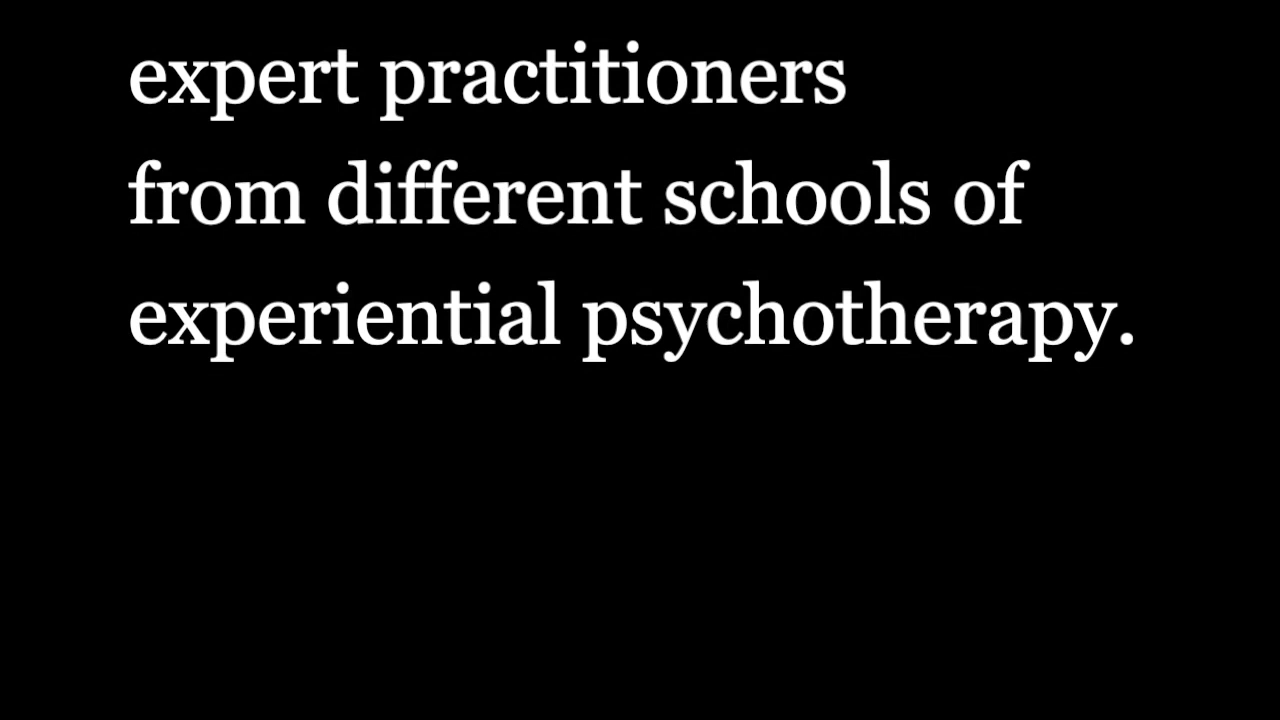 expert practitioners
from different schools of
experiential psychotherapy.